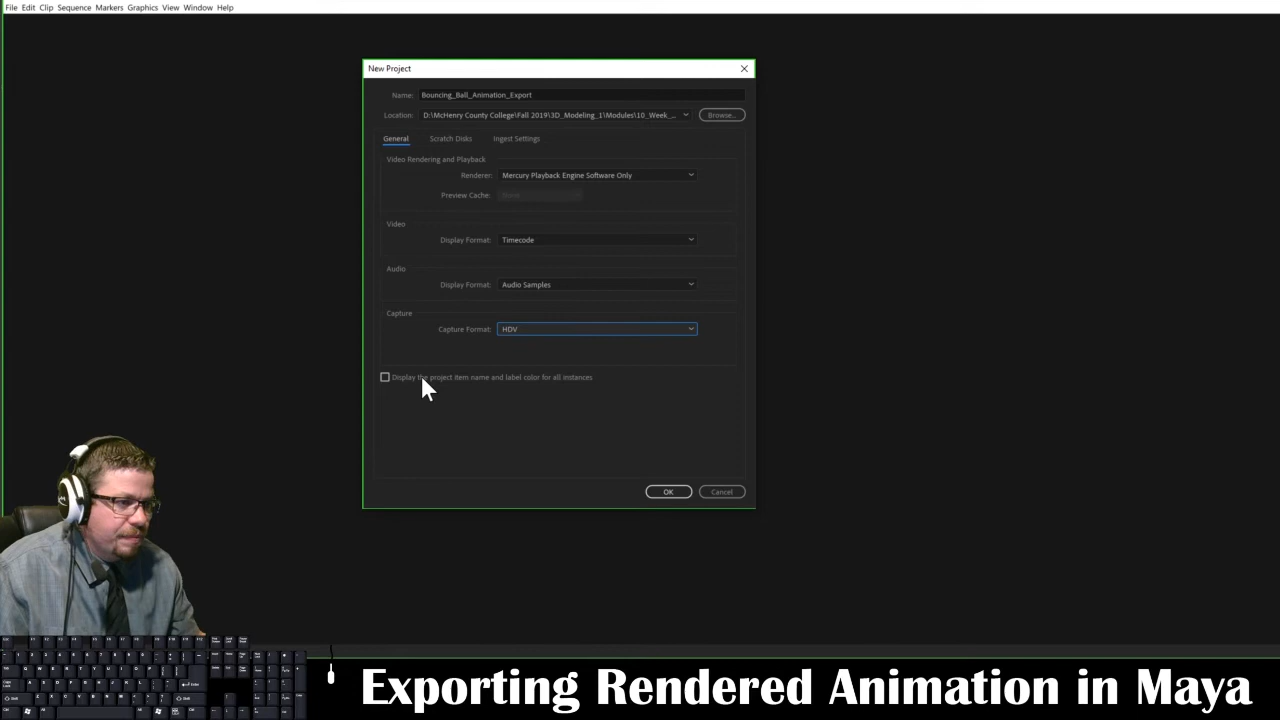 File Edit Clip Sequence Markers Graphics View Window Help
New Project
Name: Bouncing_Ball_Animation_Export
Location: D:\McHenry County College\Fall 2019\3D_Modeling_1\Modules\10_Week_... Browse...
General Scratch Disks Ingest Settings
Video Rendering and Playback
Renderer: Mercury Playback Engine Software Only
Preview Cache:
Video
Display Format: Timecode
Audio
Display Format: Audio Samples
Capture
Capture Format: HDV
Display the project item name and label color for all instances
OK Cancel
Exporting Rendered Animation in Maya